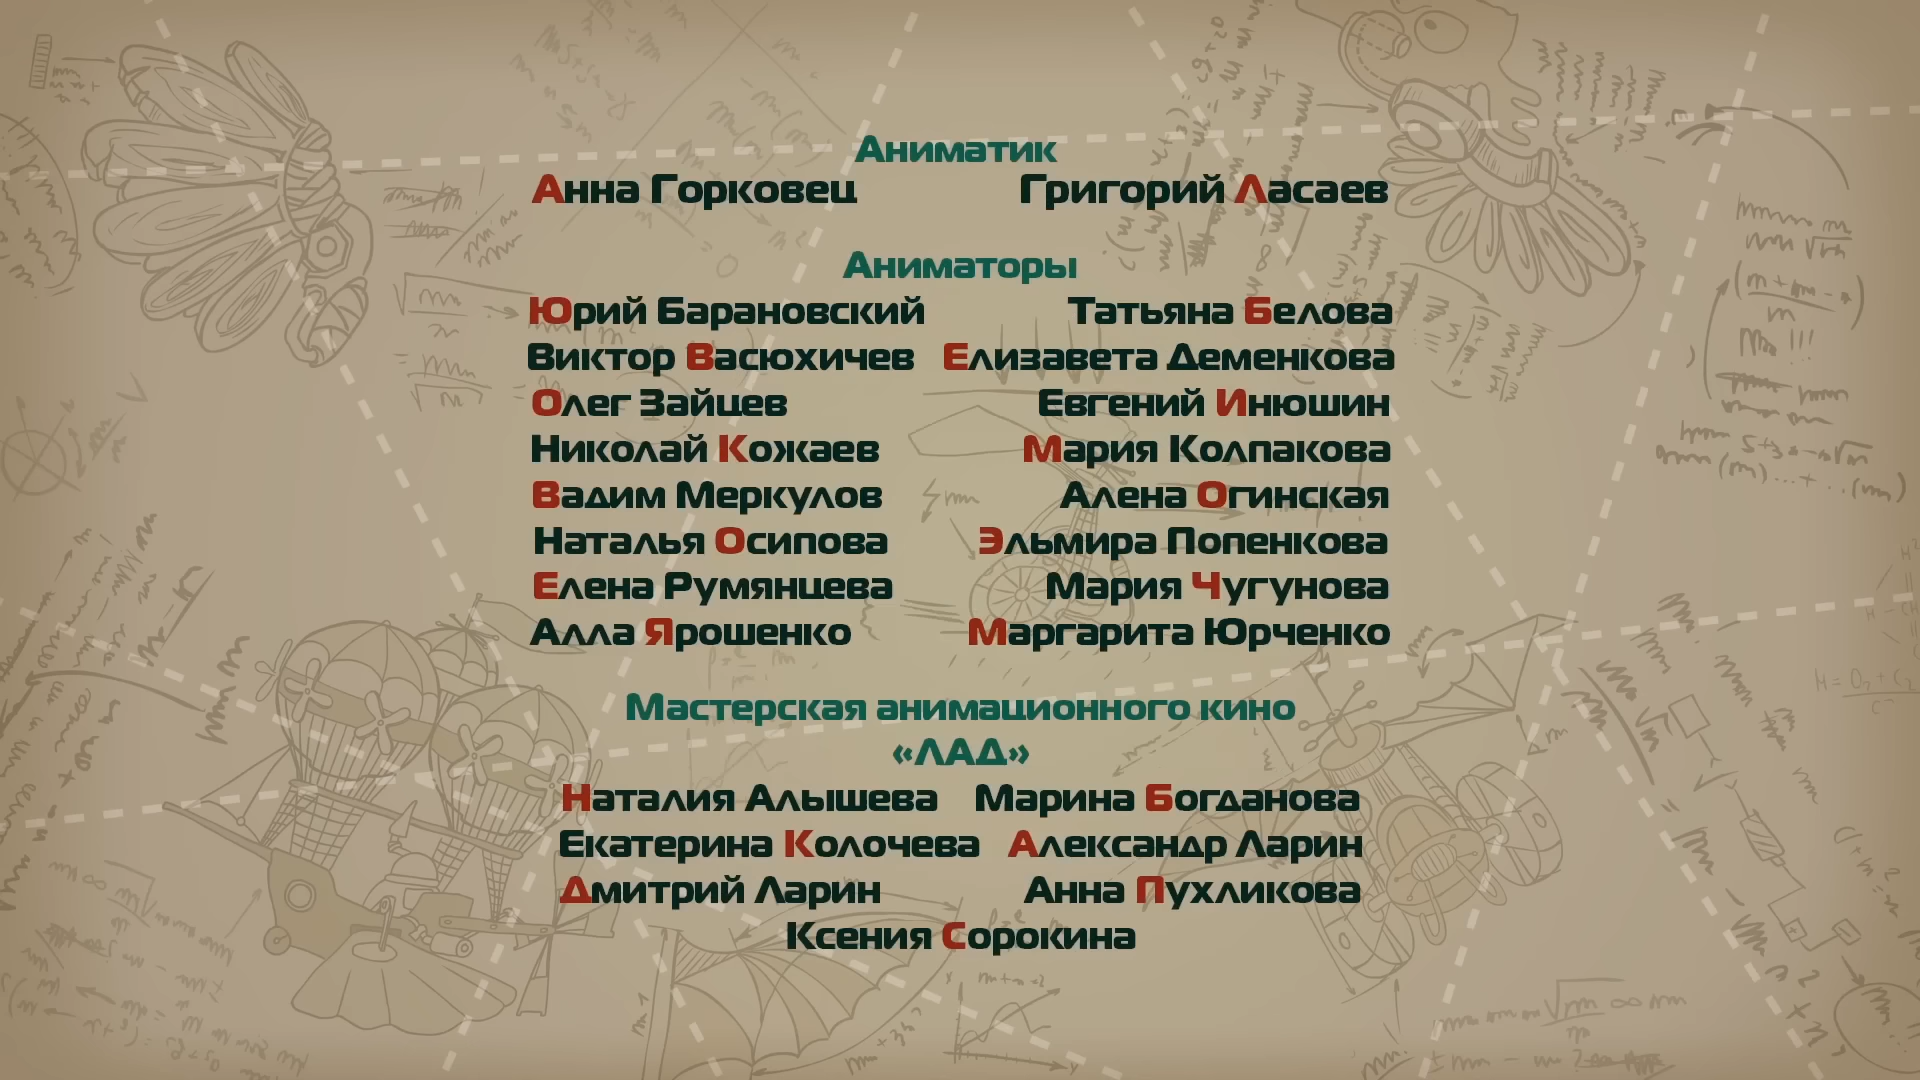 Аниматик
Анна Горковец Григорий Ласаев
Аниматоры
Юрий Барановский Татьяна Белова
Виктор Васюхичев Елизавета Деменкова
Олег Зайцев Евгений Инюшин
Николай Кожаев Мария Колпакова
Вадим Меркулов Алена Огинская
Наталья Осипова Эльмира Попенкова
Елена Румянцева Мария Чугунова
Алла Ярошенко Маргарита Юрченко
Мастерская анимационного кино
«ЛАД»
Наталия Алышева Марина Богданова
Екатерина Колочева Александр Ларин
Дмитрий Ларин Анна Пухликова
Ксения Сорокина